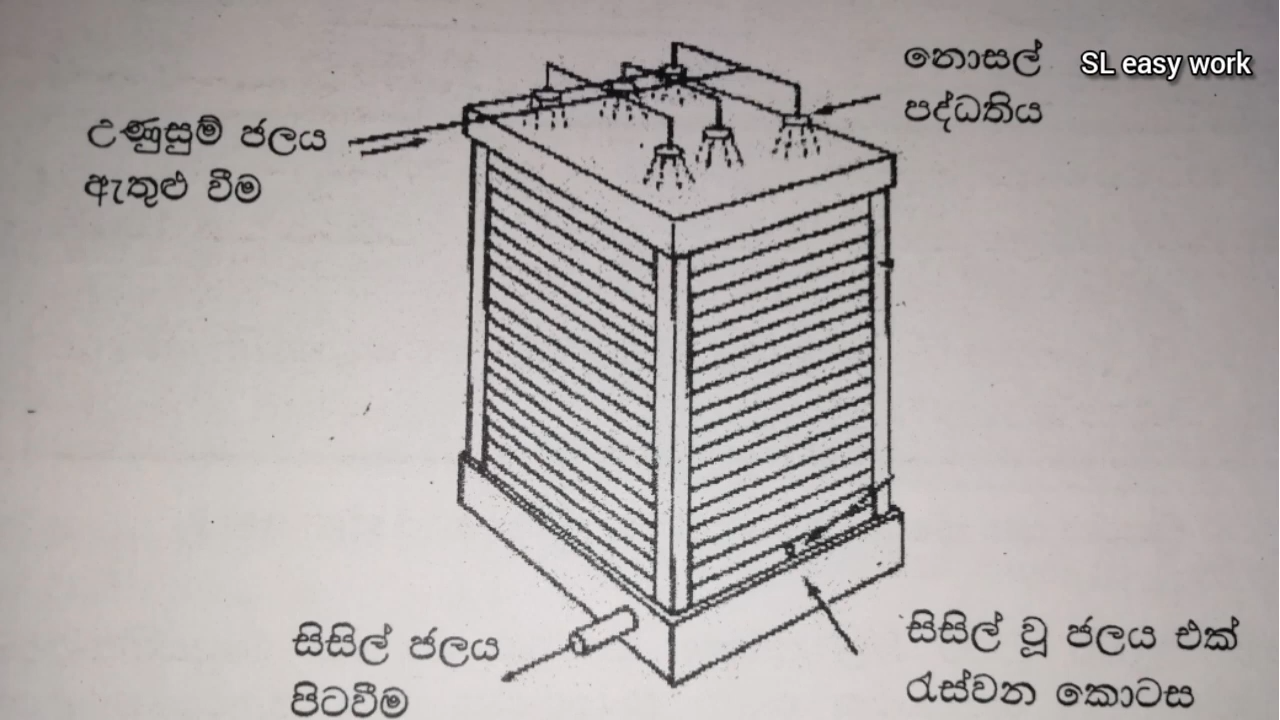 නොසල්
පද්ධතිය
SL easy work
උණුසුම් ජලය
ඇතුළු වීම
සිසිල් ජලය
පිටවීම
සිසිල් වූ ජලය එක්
රැස්වන කොටස